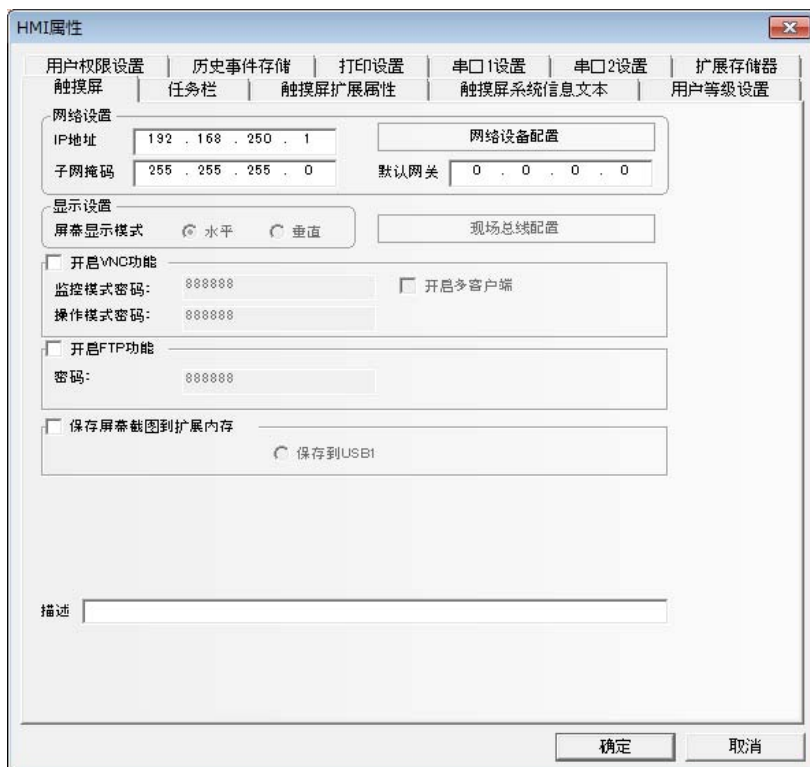 HMI属性
用户权限设置 历史事件存储 打印设置 串口1设置 串口2设置 扩展存储器
触摸屏 任务栏 触摸屏扩展属性 触摸屏系统信息文本 用户等级设置
网络设置
IP地址 192 . 168 . 250 . 1 网络设备配置
子网掩码 255 . 255 . 255 . 0 默认网关 0 . 0 . 0 . 0
显示设置
屏幕显示模式 水平 垂直 现场总线配置
开启VNC功能
监控模式密码: 888888 开启多客户端
操作模式密码: 888888
开启FTP功能
密码: 888888
保存屏幕截图到扩展内存
保存到USB1
描述
确定 取消